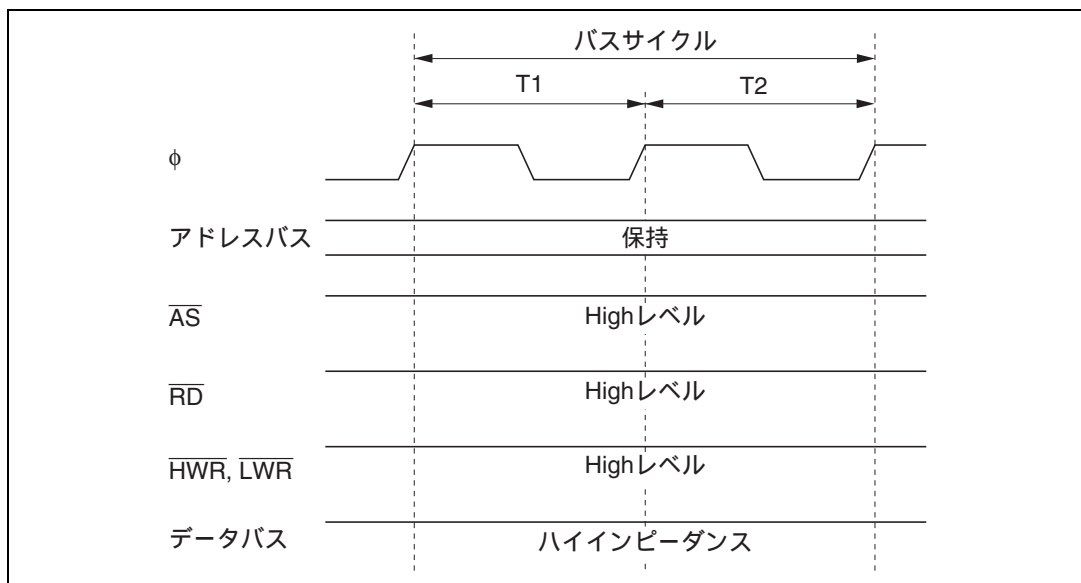 バスサイクル
T1 T2
φ
アドレスバス 保持
AS Highレベル
RD Highレベル
HWR, LWR Highレベル
データバス ハイインピーダンス